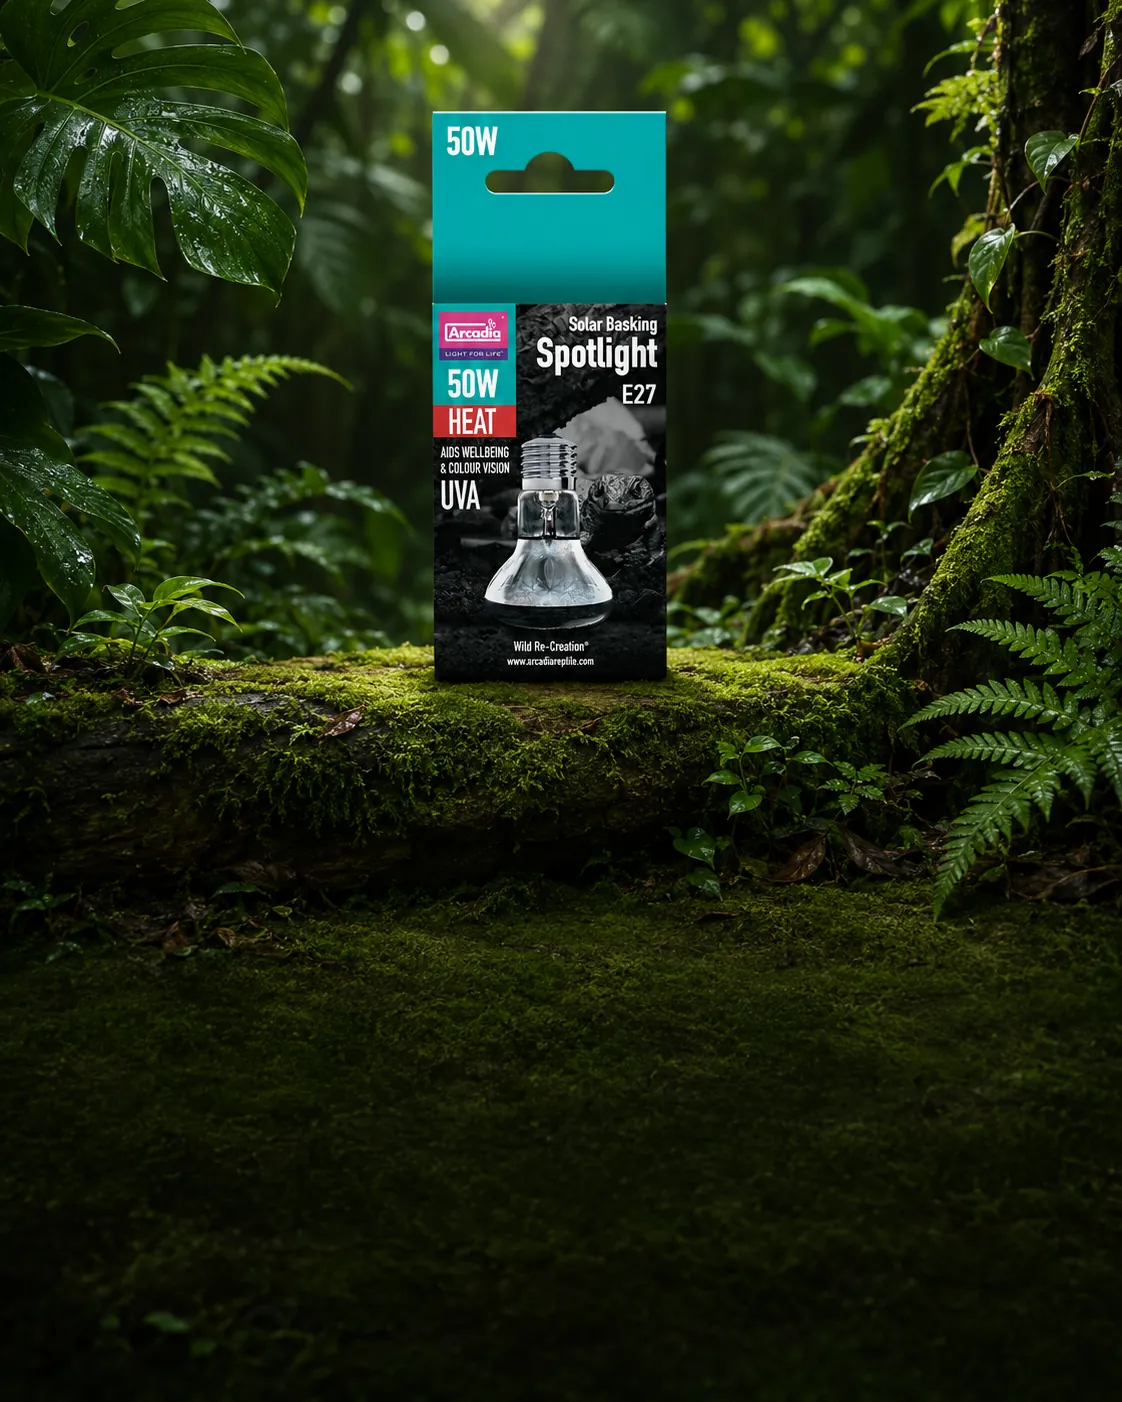 50W
Arcadia
LIGHT FOR LIFE
50W
HEAT
AIDS WELLBEING
& COLOUR VISION
UVA
Solar Basking
Spotlight
E27
Wild Re-Creation®
www.arcadiareptile.com